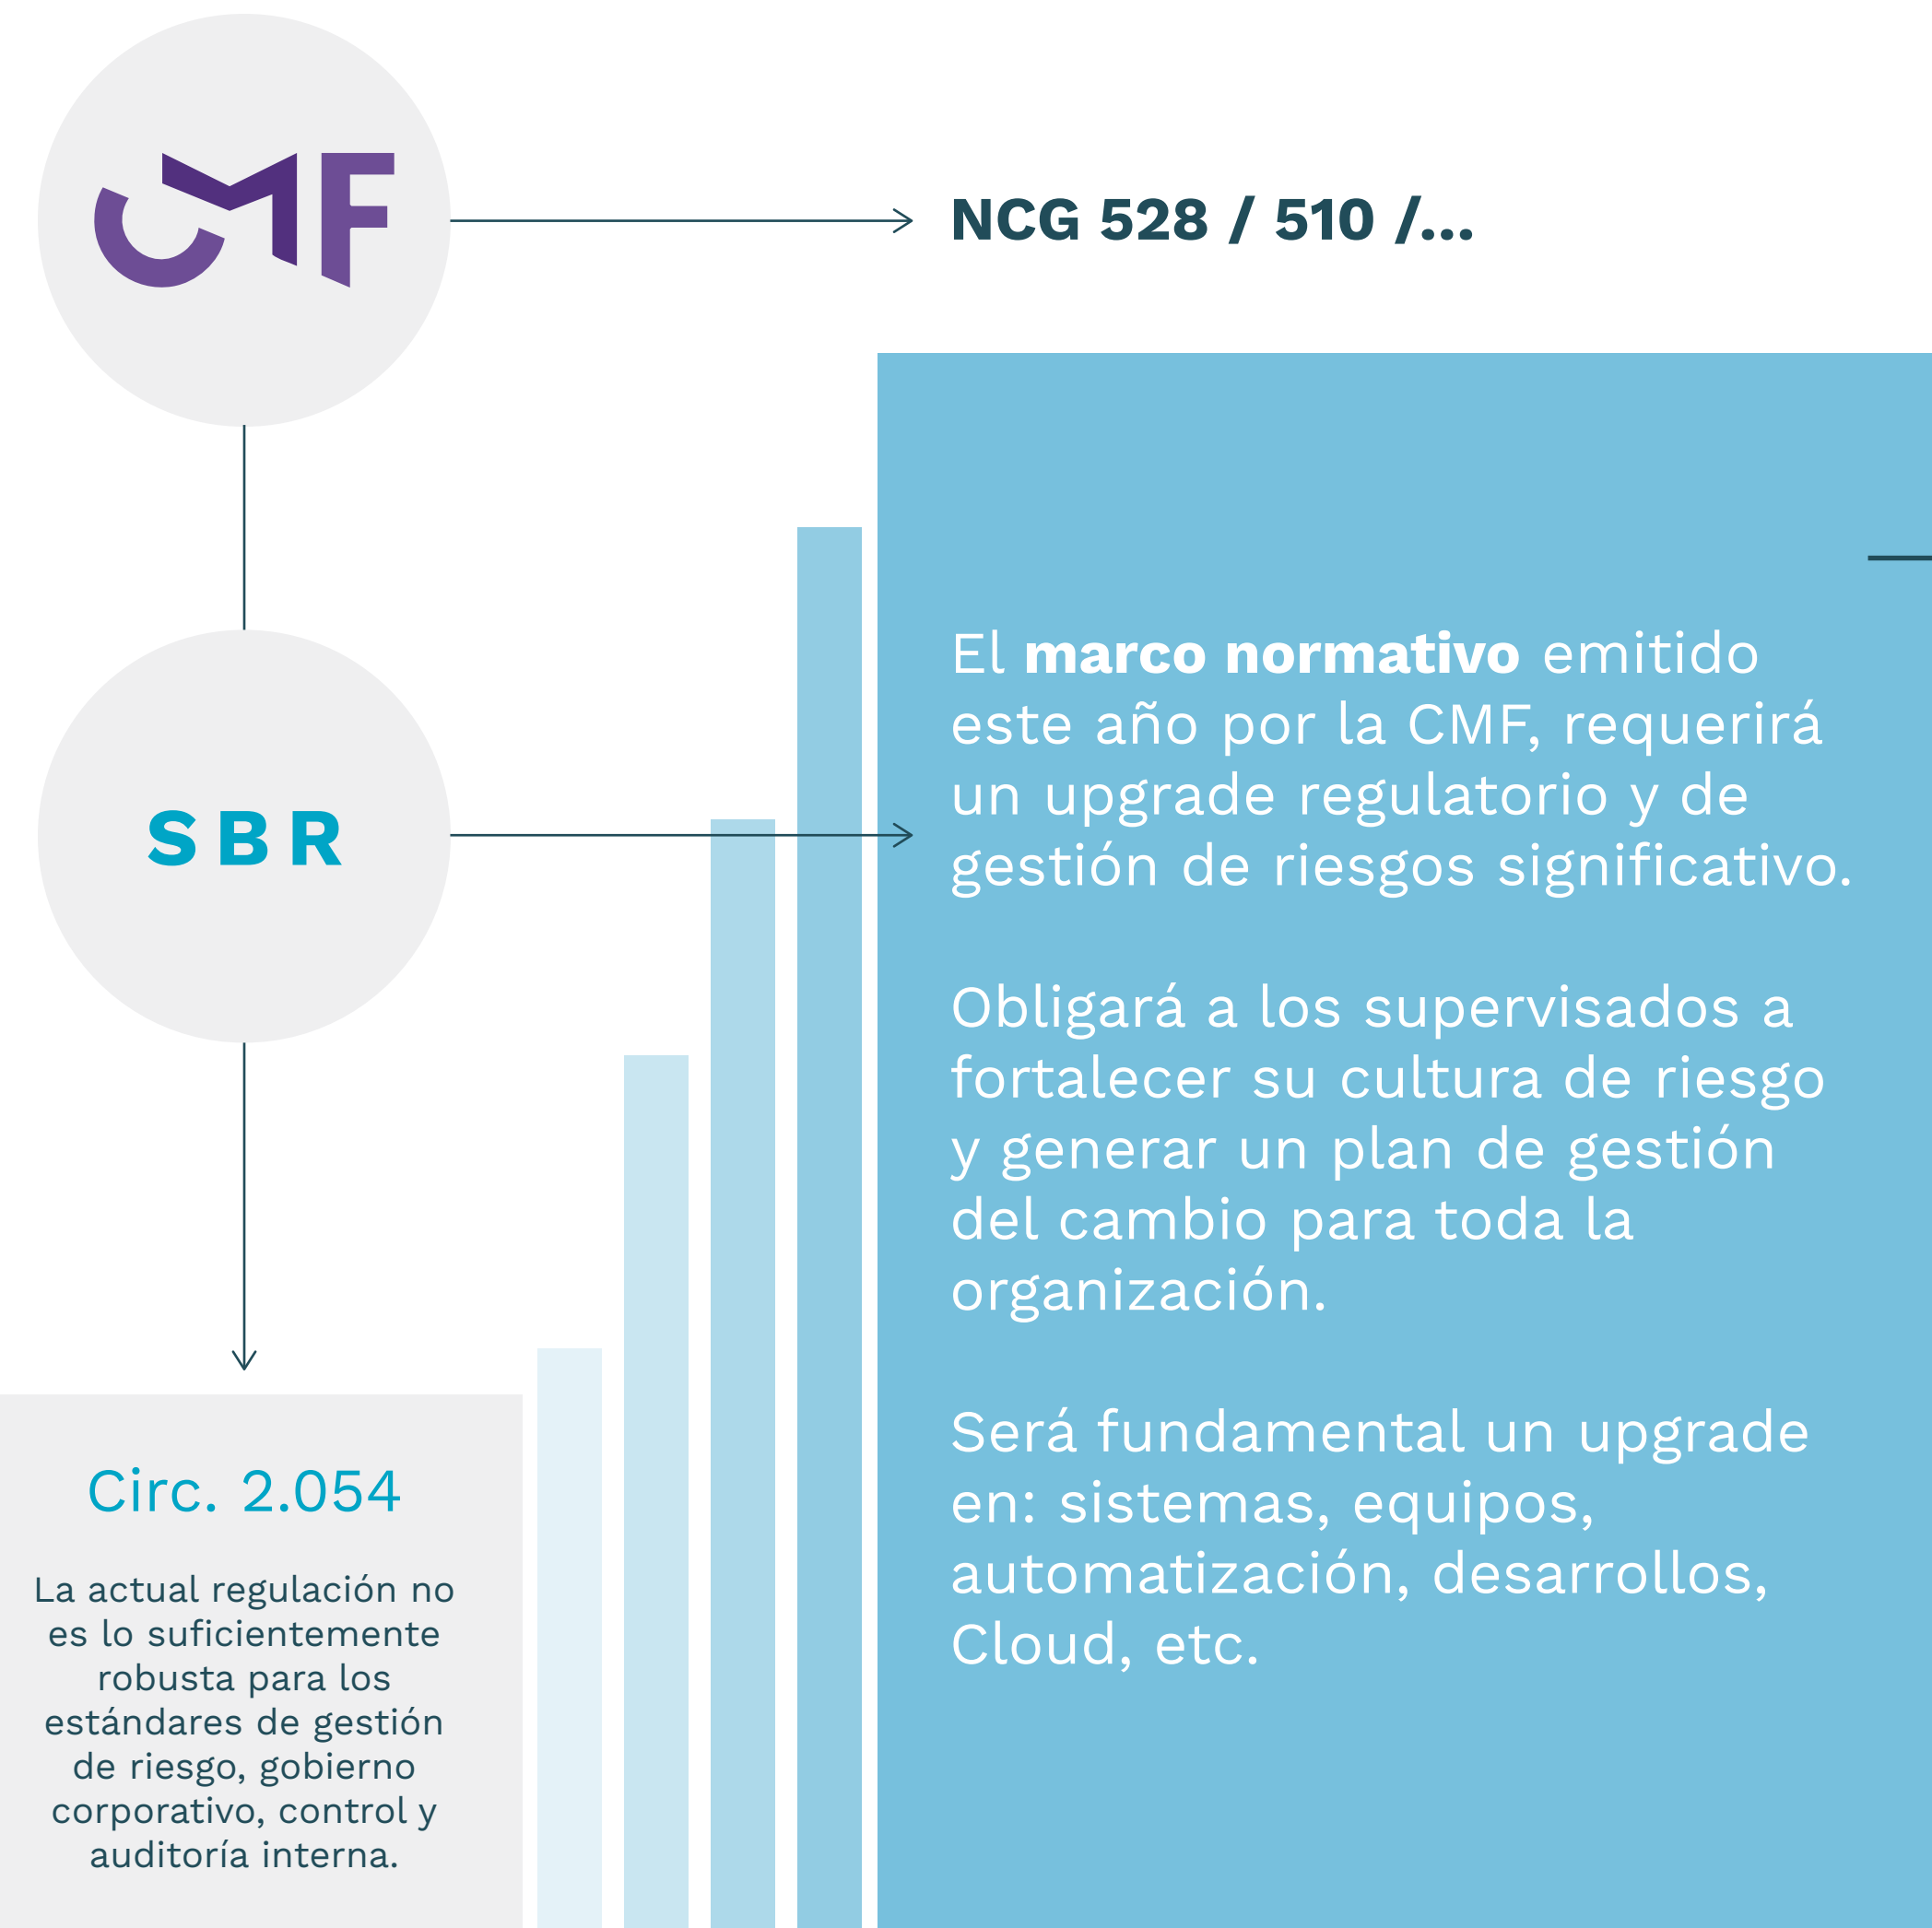 CMF
NCG 528 / 510 /...
SBR
El marco normativo emitido
este año por la CMF, requerirá
un upgrade regulatorio y de
gestión de riesgos significativo.
Obligará a los supervisados a
fortalecer su cultura de riesgo
y generar un plan de gestión
del cambio para toda la
organización.
Será fundamental un upgrade
en: sistemas, equipos,
automatización, desarrollos,
Cloud, etc.
Circ. 2.054
La actual regulación no
es lo suficientemente
robusta para los
estándares de gestión
de riesgo, gobierno
corporativo, control y
auditoría interna.